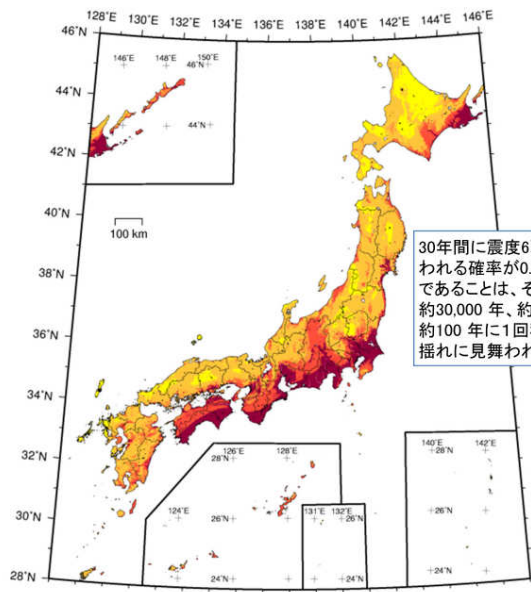 128°E 130°E 132°E 134°E 136°E 138°E 140°E 142°E 144°E 146°E
46°N
146°E 148°E 150°E
46°N
44°N
44°N
42°N
40°N
100 km
38°N
30年間に震度6
われる確率が0.
であることは、そ
約30,000 年、約
約100 年に1回
揺れに見舞われ
36°N
34°N
32°N
126°E 128°E
28°N
140°E 142°E
28°N
30°N
124°E
26°N
131°E 132°E
26°N
26°N
28°N
24°N
24°N
24°N